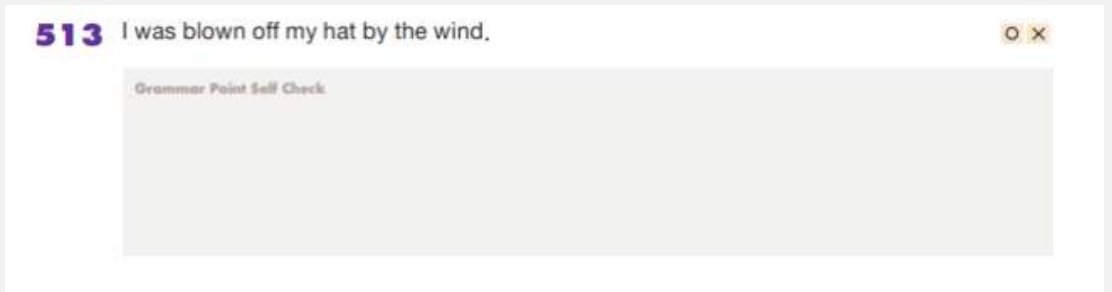 513 I was blown off my hat by the wind. O X
Grammar Point Self Check